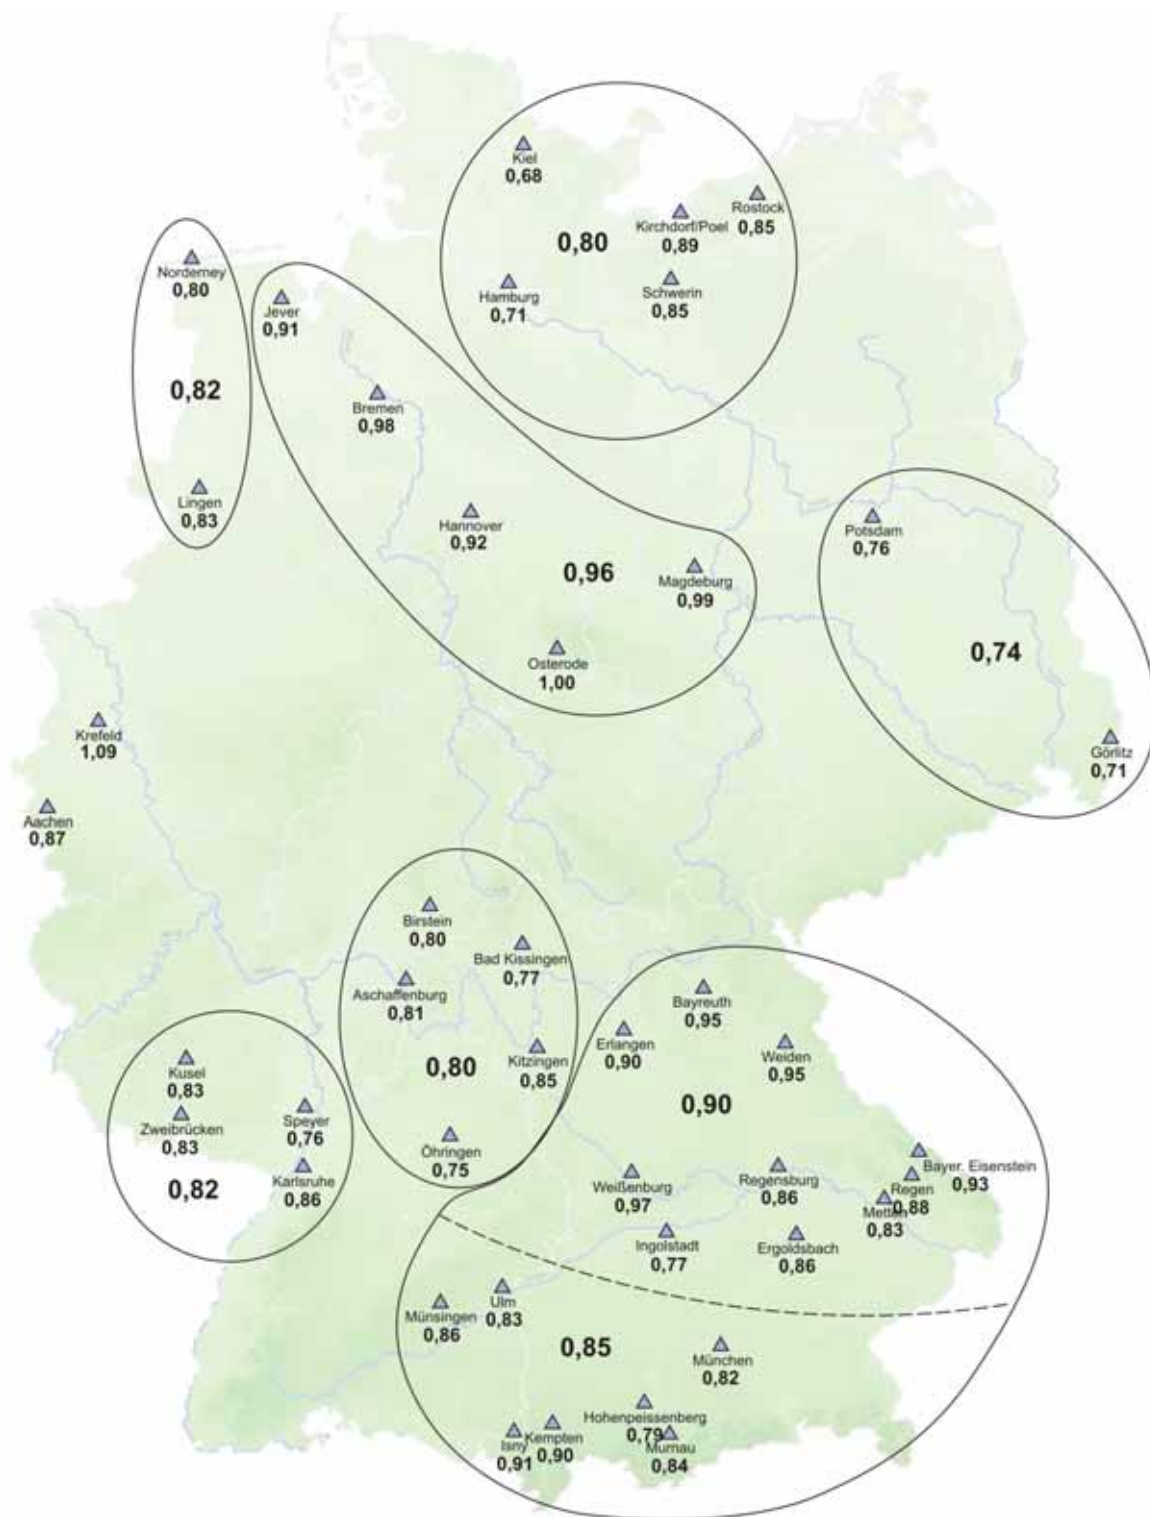 Kiel
0,68
Rostock
0,85
Kirchdorf/Poel
0,89
0,80
Norderney
0,80
Hamburg
0,71
Schwerin
0,85
Jever
0,91
0,82
Bremen
0,98
Lingen
0,83
Hannover
0,92
Potsdam
0,76
0,96
Magdeburg
0,99
0,74
Osterode
1,00
Krefeld
1,09
Görlitz
0,71
Aachen
0,87
Birstein
0,80
Bad Kissingen
0,77
Aschaffenburg
0,81
Bayreuth
0,95
Erlangen
0,90
Weiden
0,95
0,80
Kitzingen
0,85
Kusel
0,83
0,90
Speyer
0,76
Zweibrücken
0,83
Öhringen
0,75
Bayer. Eisenstein
0,93
Karlsruhe
0,86
0,82
Weißenburg
0,97
Regensburg
0,86
Regen
0,88
Metten
0,83
Ingolstadt
0,77
Ergoldsbach
0,86
Ulm
0,83
Münsingen
0,86
0,85
München
0,82
Hohenpeissenberg
0,79
Isny
0,91
Kempten
0,90
Murnau
0,84